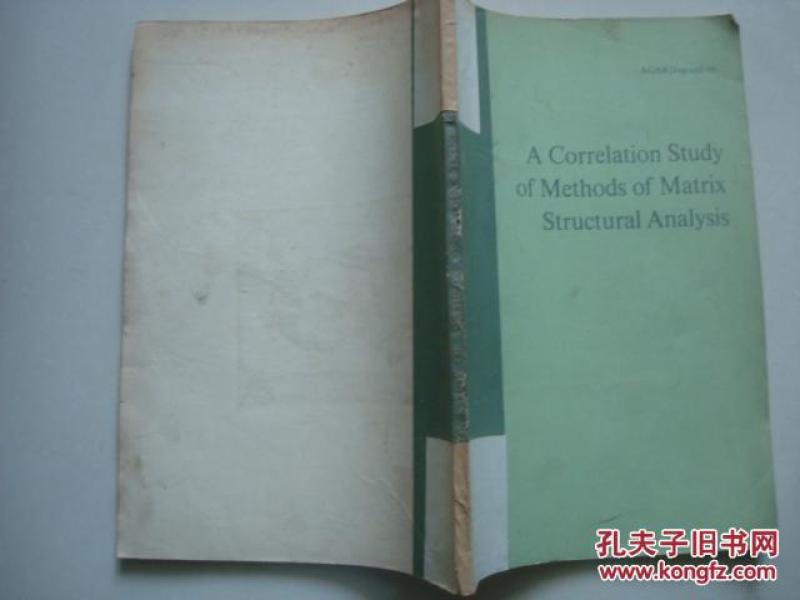 A Correlation Study
of Methods of Matrix
Structural Analysis
孔夫子旧书网
www.kongfz.com